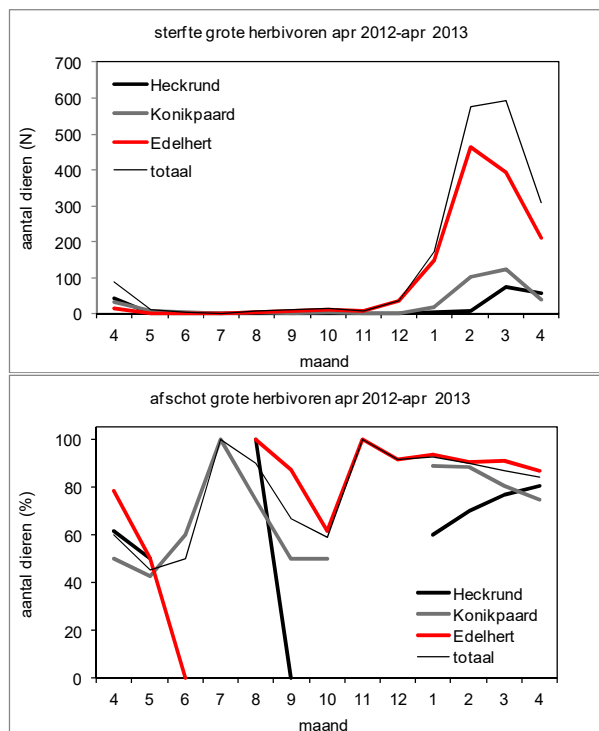 sterfte grote herbivoren apr 2012-apr 2013
700
600
500
400
300
200
100
0
aantal dieren (N)
Heckrund
Konikpaard
Edelhert
totaal
4 5 6 7 8 9 10 11 12 1 2 3 4
maand
afschot grote herbivoren apr 2012-apr 2013
100
80
60
40
20
0
aantal dieren (%)
Heckrund
Konikpaard
Edelhert
totaal
4 5 6 7 8 9 10 11 12 1 2 3 4
maand